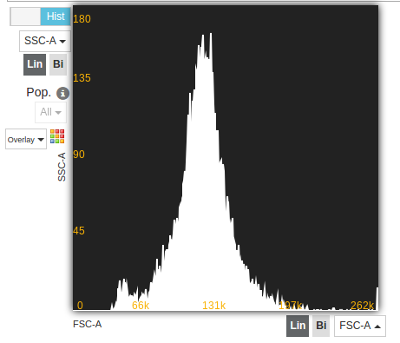 Hist
180
SSC-A
Lin Bi
135
Pop.
All
90
Overlay
SSC-A
45
0 66k 131k 197k 262k
FSC-A
Lin Bi FSC-A